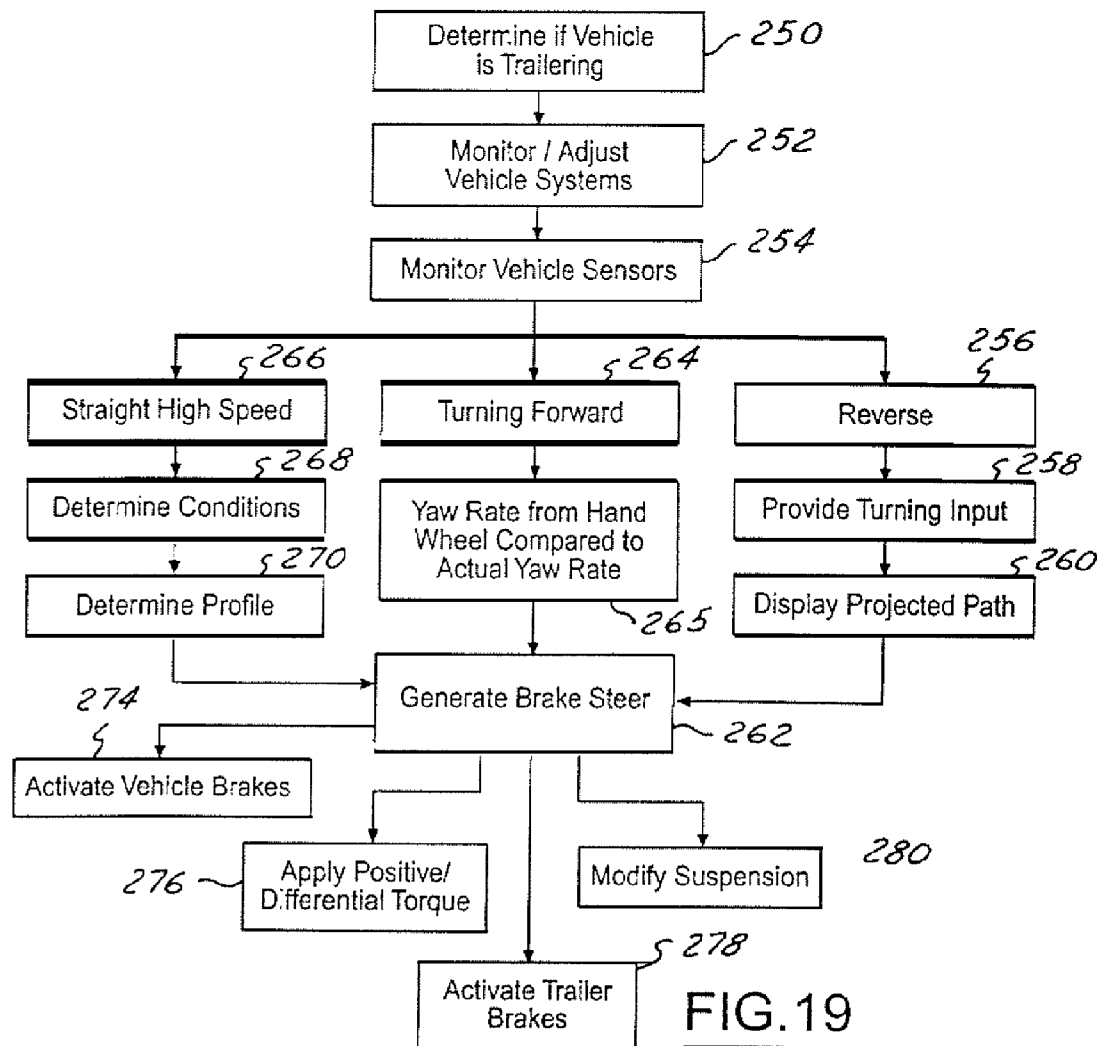 Determine if Vehicle
is Trailering
250
Monitor / Adjust
Vehicle Systems
252
Monitor Vehicle Sensors
254
266
Straight High Speed
264
Turning Forward
256
Reverse
268
Determine Conditions
Yaw Rate from Hand
Wheel Compared to
Actual Yaw Rate
265
258
Provide Turning Input
270
Determine Profile
260
Display Projected Path
Generate Brake Steer
262
274
Activate Vehicle Brakes
276
Apply Positive/
Differential Torque
Modify Suspension
280
278
Activate Trailer
Brakes
FIG.19